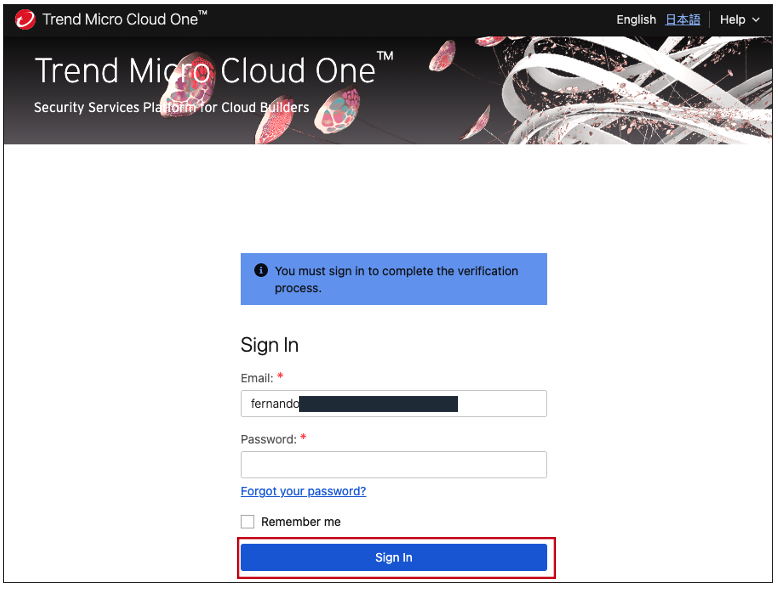 Trend Micro Cloud One™
English 日本語 Help
Trend Micro Cloud One™
Security Services Platform for Cloud Builders
You must sign in to complete the verification
process.
Sign In
Email: *
fernando
Password: *
Forgot your password?
Remember me
Sign In